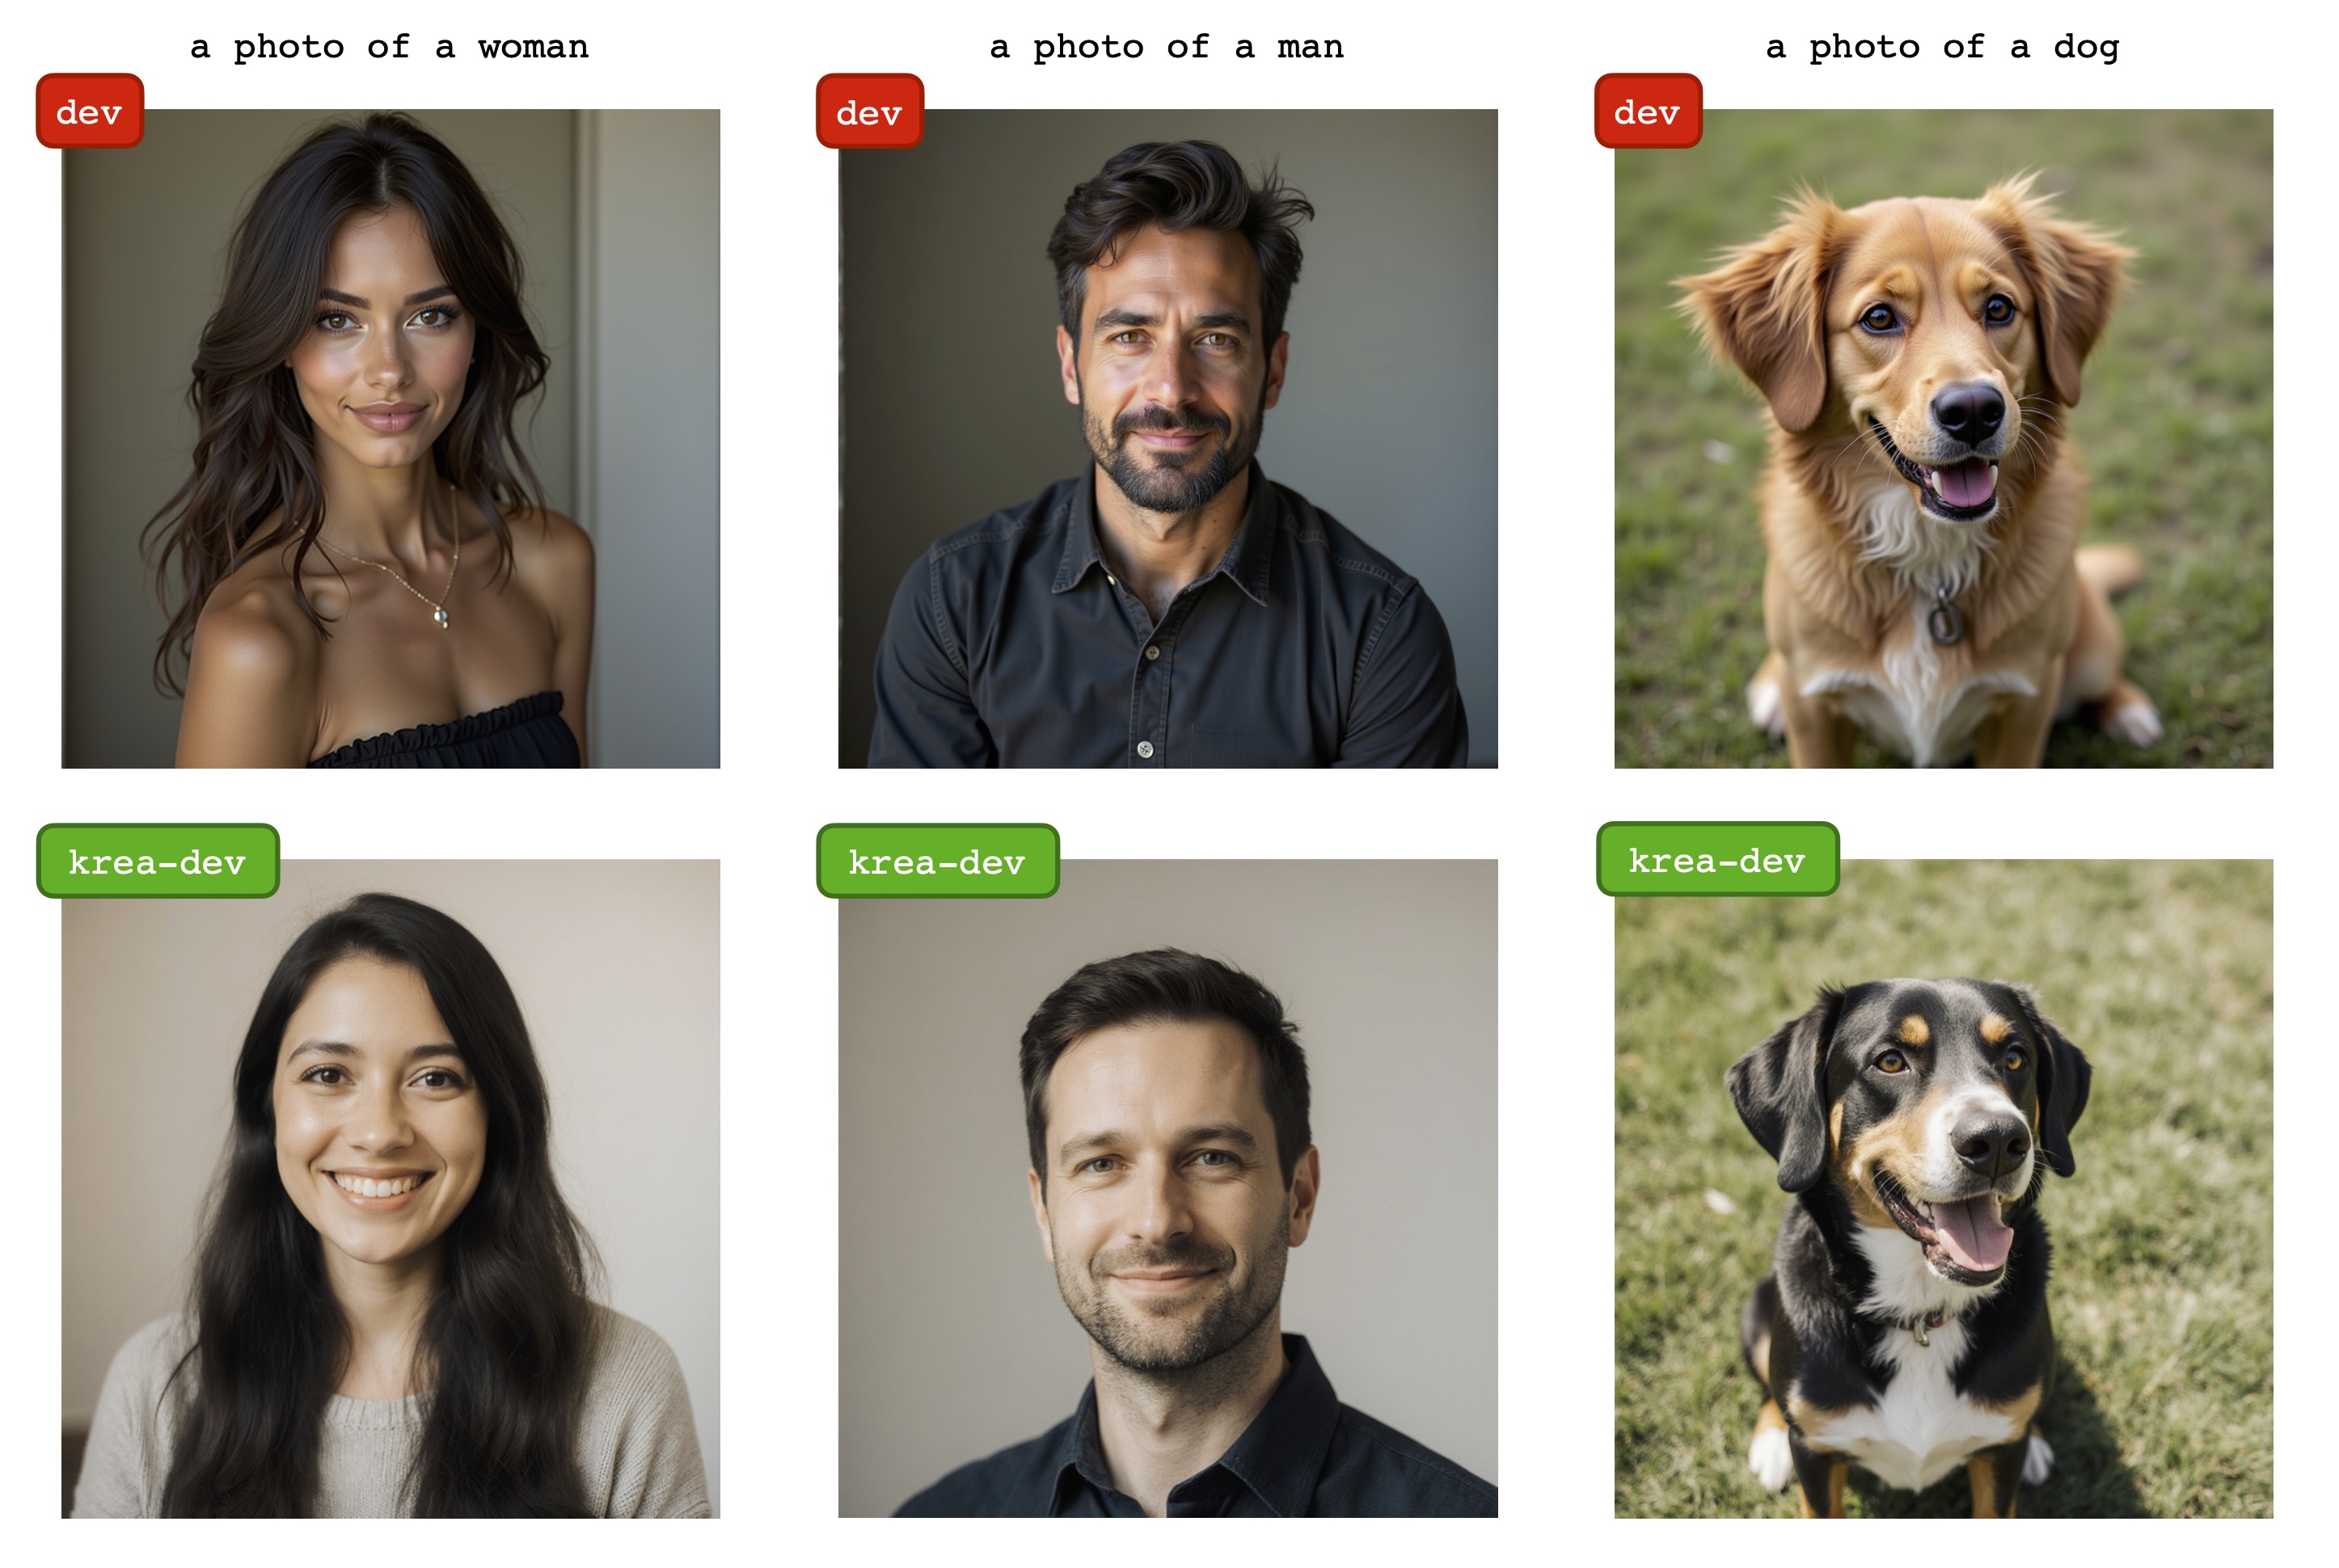 a photo of a woman
a photo of a man
a photo of a dog
dev
dev
dev
krea-dev
krea-dev
krea-dev